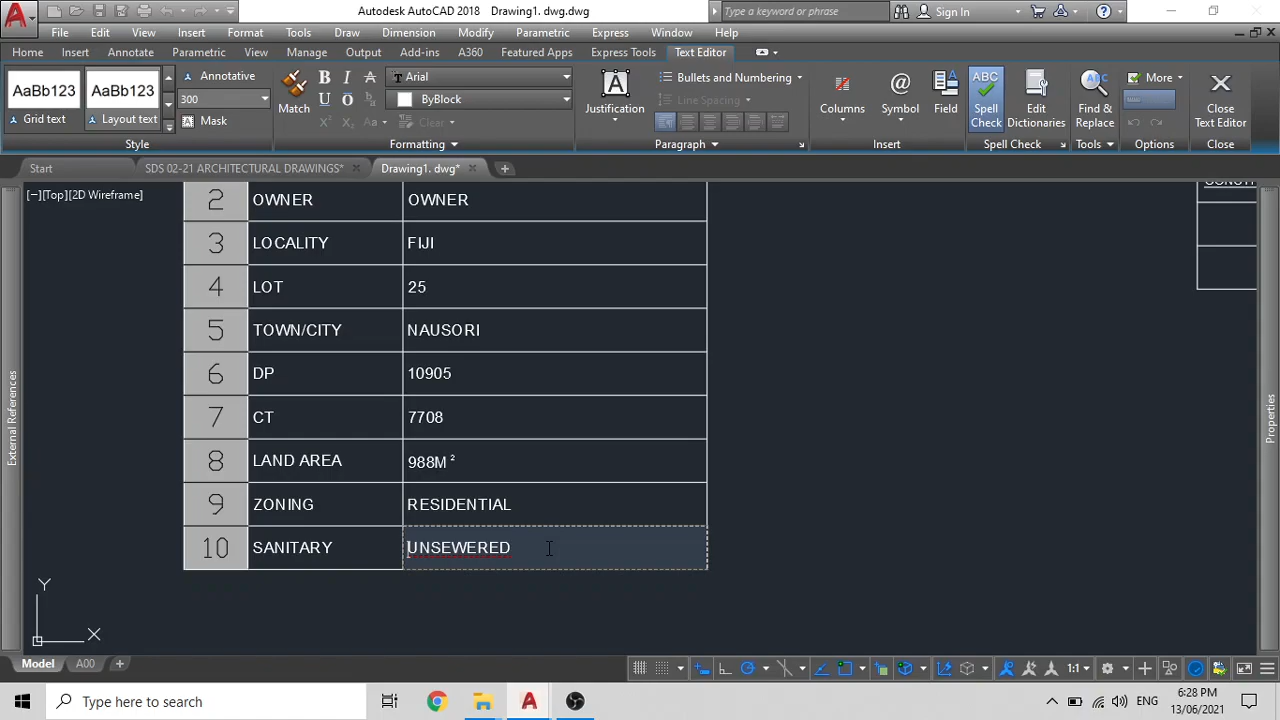 Autodesk AutoCAD 2018 Drawing1. dwg.dwg
Type a keyword or phrase
Sign In
File Edit View Insert Format Tools Draw Dimension Modify Parametric Express Window Help
Home Insert Annotate Parametric View Manage Output Add-ins A360 Featured Apps Express Tools Text Editor
AaBb123 AaBb123 Annotative
300
Grid text Layout text Mask
Style
Match
Arial
ByBlock
Clear
Formatting
Justification
Bullets and Numbering
Line Spacing
Paragraph
Columns Symbol Field
Insert
ABC
Spell Check
Edit Dictionaries
Spell Check
Find & Replace
Tools
More
Options
Close Text Editor
Close
Start SDS 02-21 ARCHITECTURAL DRAWINGS* Drawing1. dwg*
[−][Top][2D Wireframe]
External References
Properties
2 OWNER OWNER
3 LOCALITY FIJI
4 LOT 25
5 TOWN/CITY NAUSORI
6 DP 10905
7 CT 7708
8 LAND AREA 988M²
9 ZONING RESIDENTIAL
10 SANITARY UNSEWERED
Y
X
Model A00
1:1
Type here to search
6:28 PM
13/06/2021